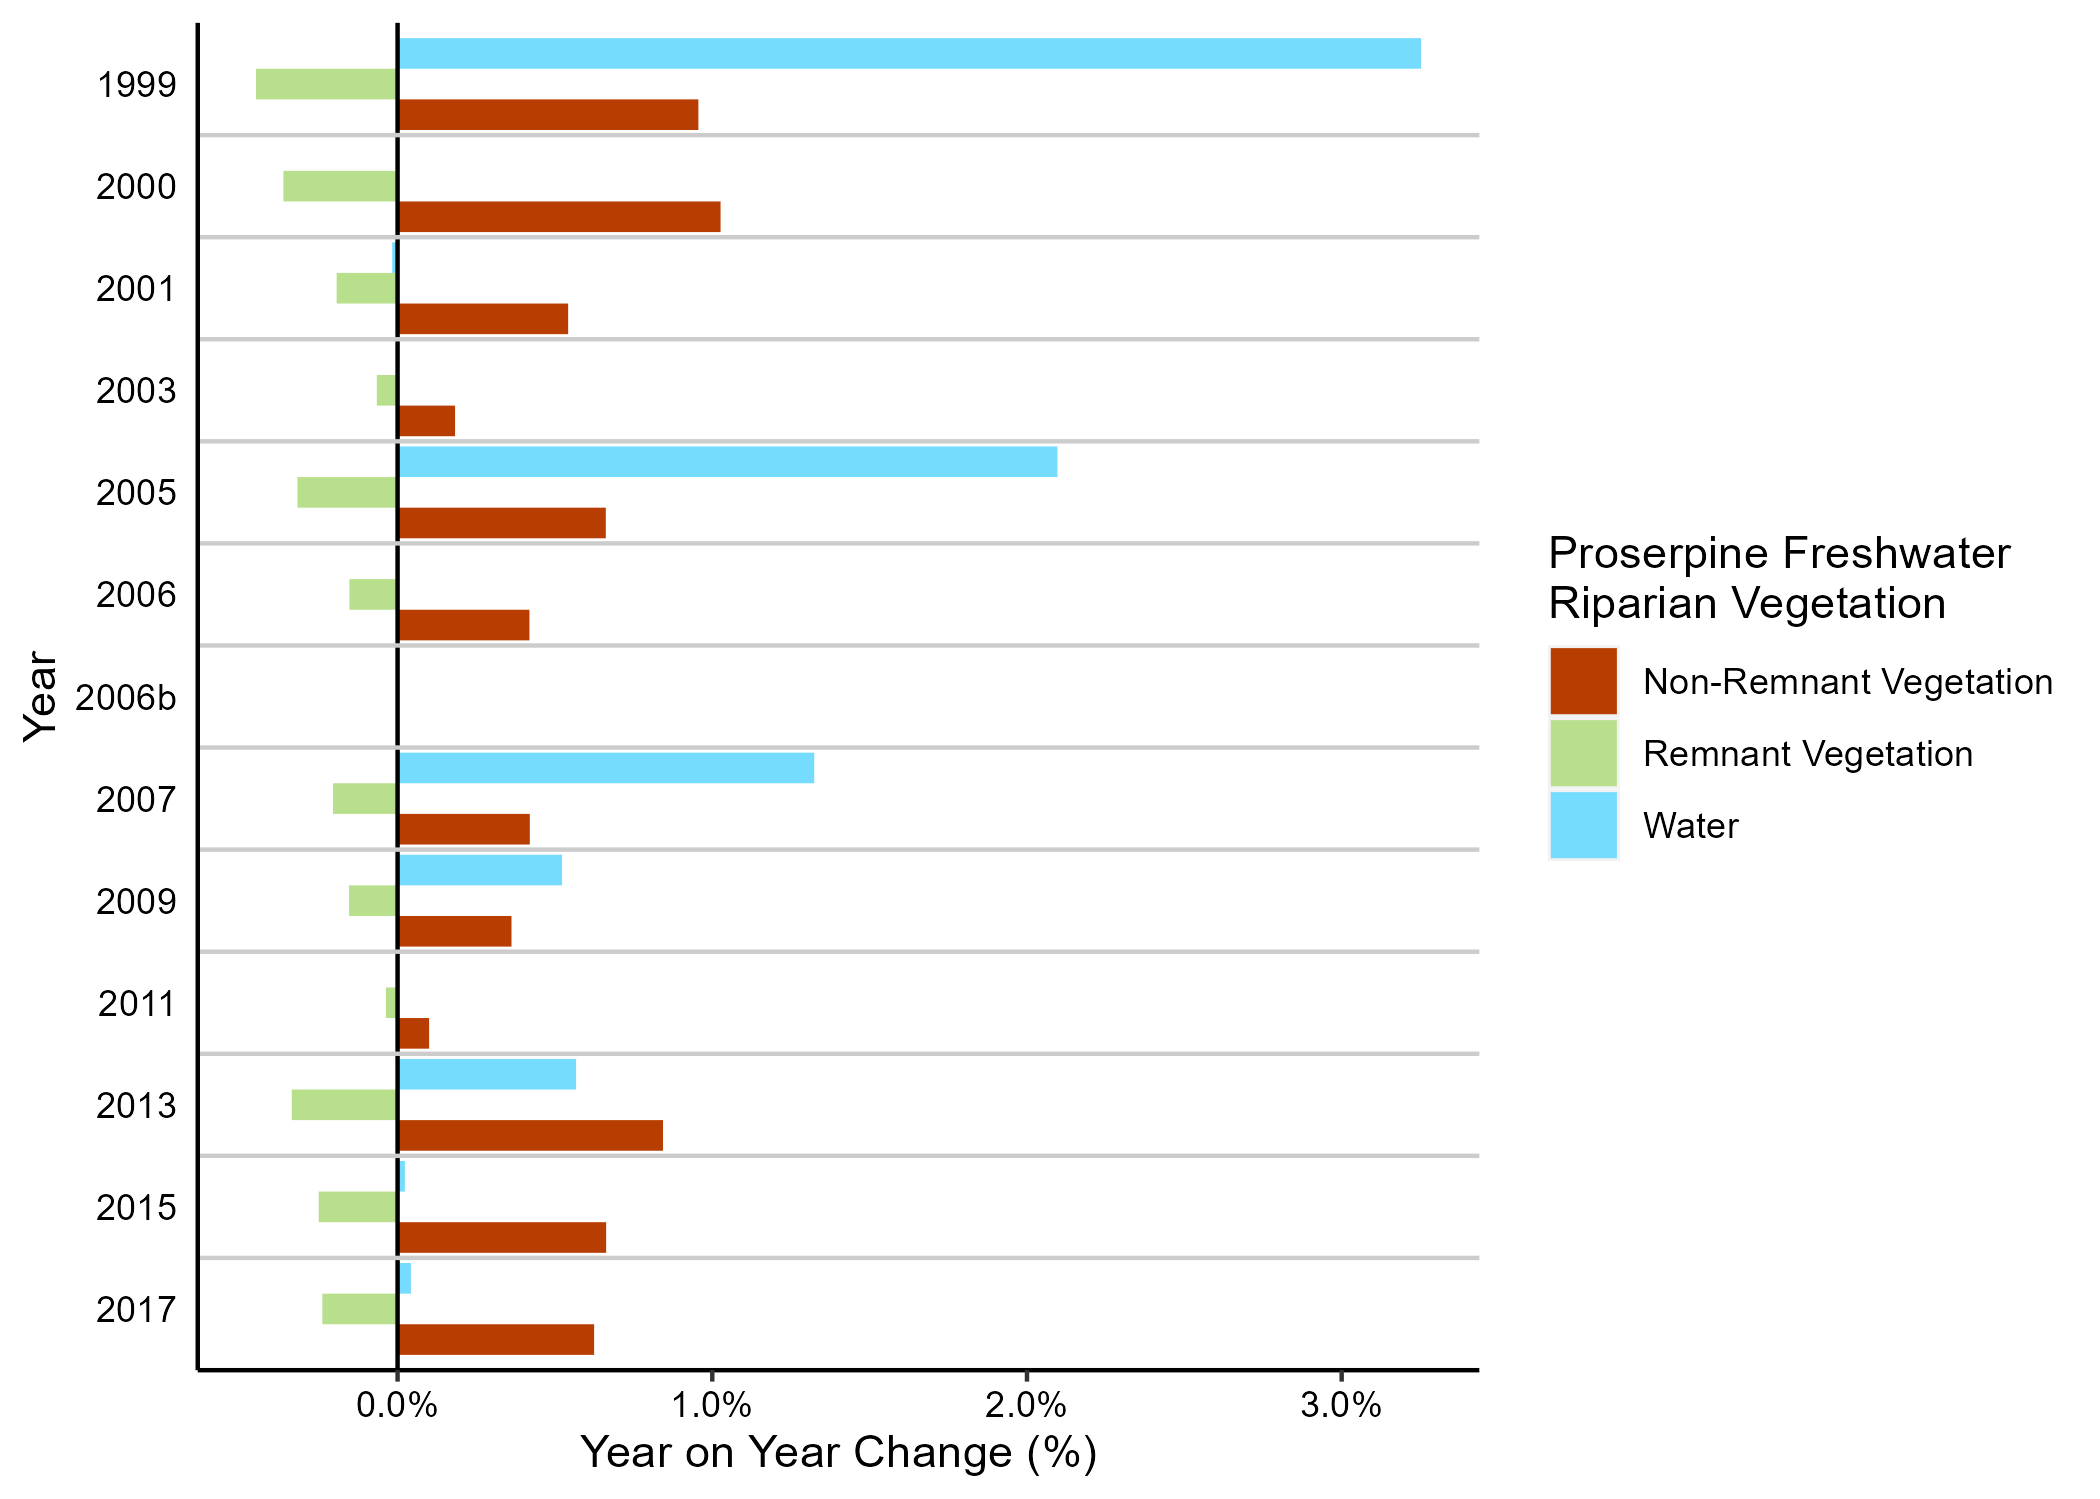 1999
2000
2001
2003
2005
2006
2006b
2007
2009
2011
2013
2015
2017
Year
0.0% 1.0% 2.0% 3.0%
Year on Year Change (%)
Proserpine Freshwater
Riparian Vegetation
Non-Remnant Vegetation
Remnant Vegetation
Water